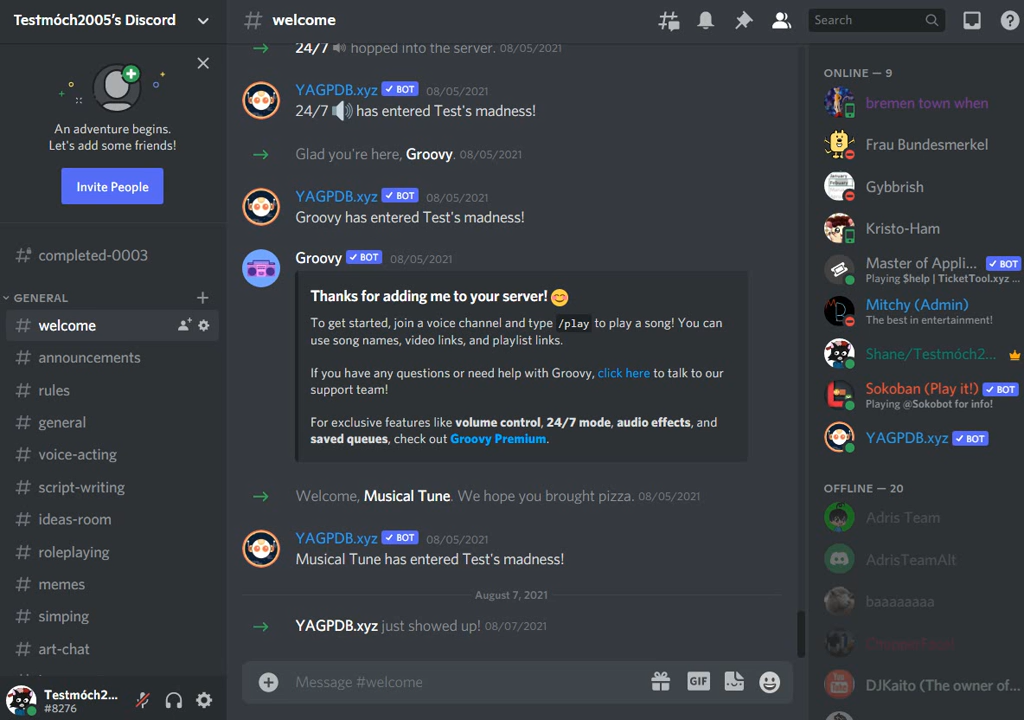 Testmóch2005's Discord
An adventure begins.
Let's add some friends!
Invite People
completed-0003
GENERAL
welcome
announcements
rules
general
voice-acting
script-writing
ideas-room
roleplaying
memes
simping
art-chat
Testmóch2...
#8276
welcome
Search
24/7 🔊 hopped into the server. 08/05/2021
YAGPDB.xyz ✓ BOT 08/05/2021
24/7 🔊 has entered Test's madness!
Glad you're here, Groovy. 08/05/2021
YAGPDB.xyz ✓ BOT 08/05/2021
Groovy has entered Test's madness!
Groovy ✓ BOT 08/05/2021
Thanks for adding me to your server! 😊
To get started, join a voice channel and type /play to play a song! You can
use song names, video links, and playlist links.
If you have any questions or need help with Groovy, click here to talk to our
support team!
For exclusive features like volume control, 24/7 mode, audio effects, and
saved queues, check out Groovy Premium.
Welcome, Musical Tune. We hope you brought pizza. 08/05/2021
YAGPDB.xyz ✓ BOT 08/05/2021
Musical Tune has entered Test's madness!
August 7, 2021
YAGPDB.xyz just showed up! 08/07/2021
Message #welcome
GIF
ONLINE — 9
bremen town when
Frau Bundesmerkel
Gybbrish
Kristo-Ham
Master of Appli... ✓ BOT
Playing $help | TicketTool.xyz ...
Mitchy (Admin)
The best in entertainment!
Shane/Testmóch2...
Sokoban (Play it!) ✓ BOT
Playing @Sokobot for info!
YAGPDB.xyz ✓ BOT
OFFLINE — 20
Adris Team
AdrisTeamAlt
baaaaaaaa
DJKaito (The owner of...